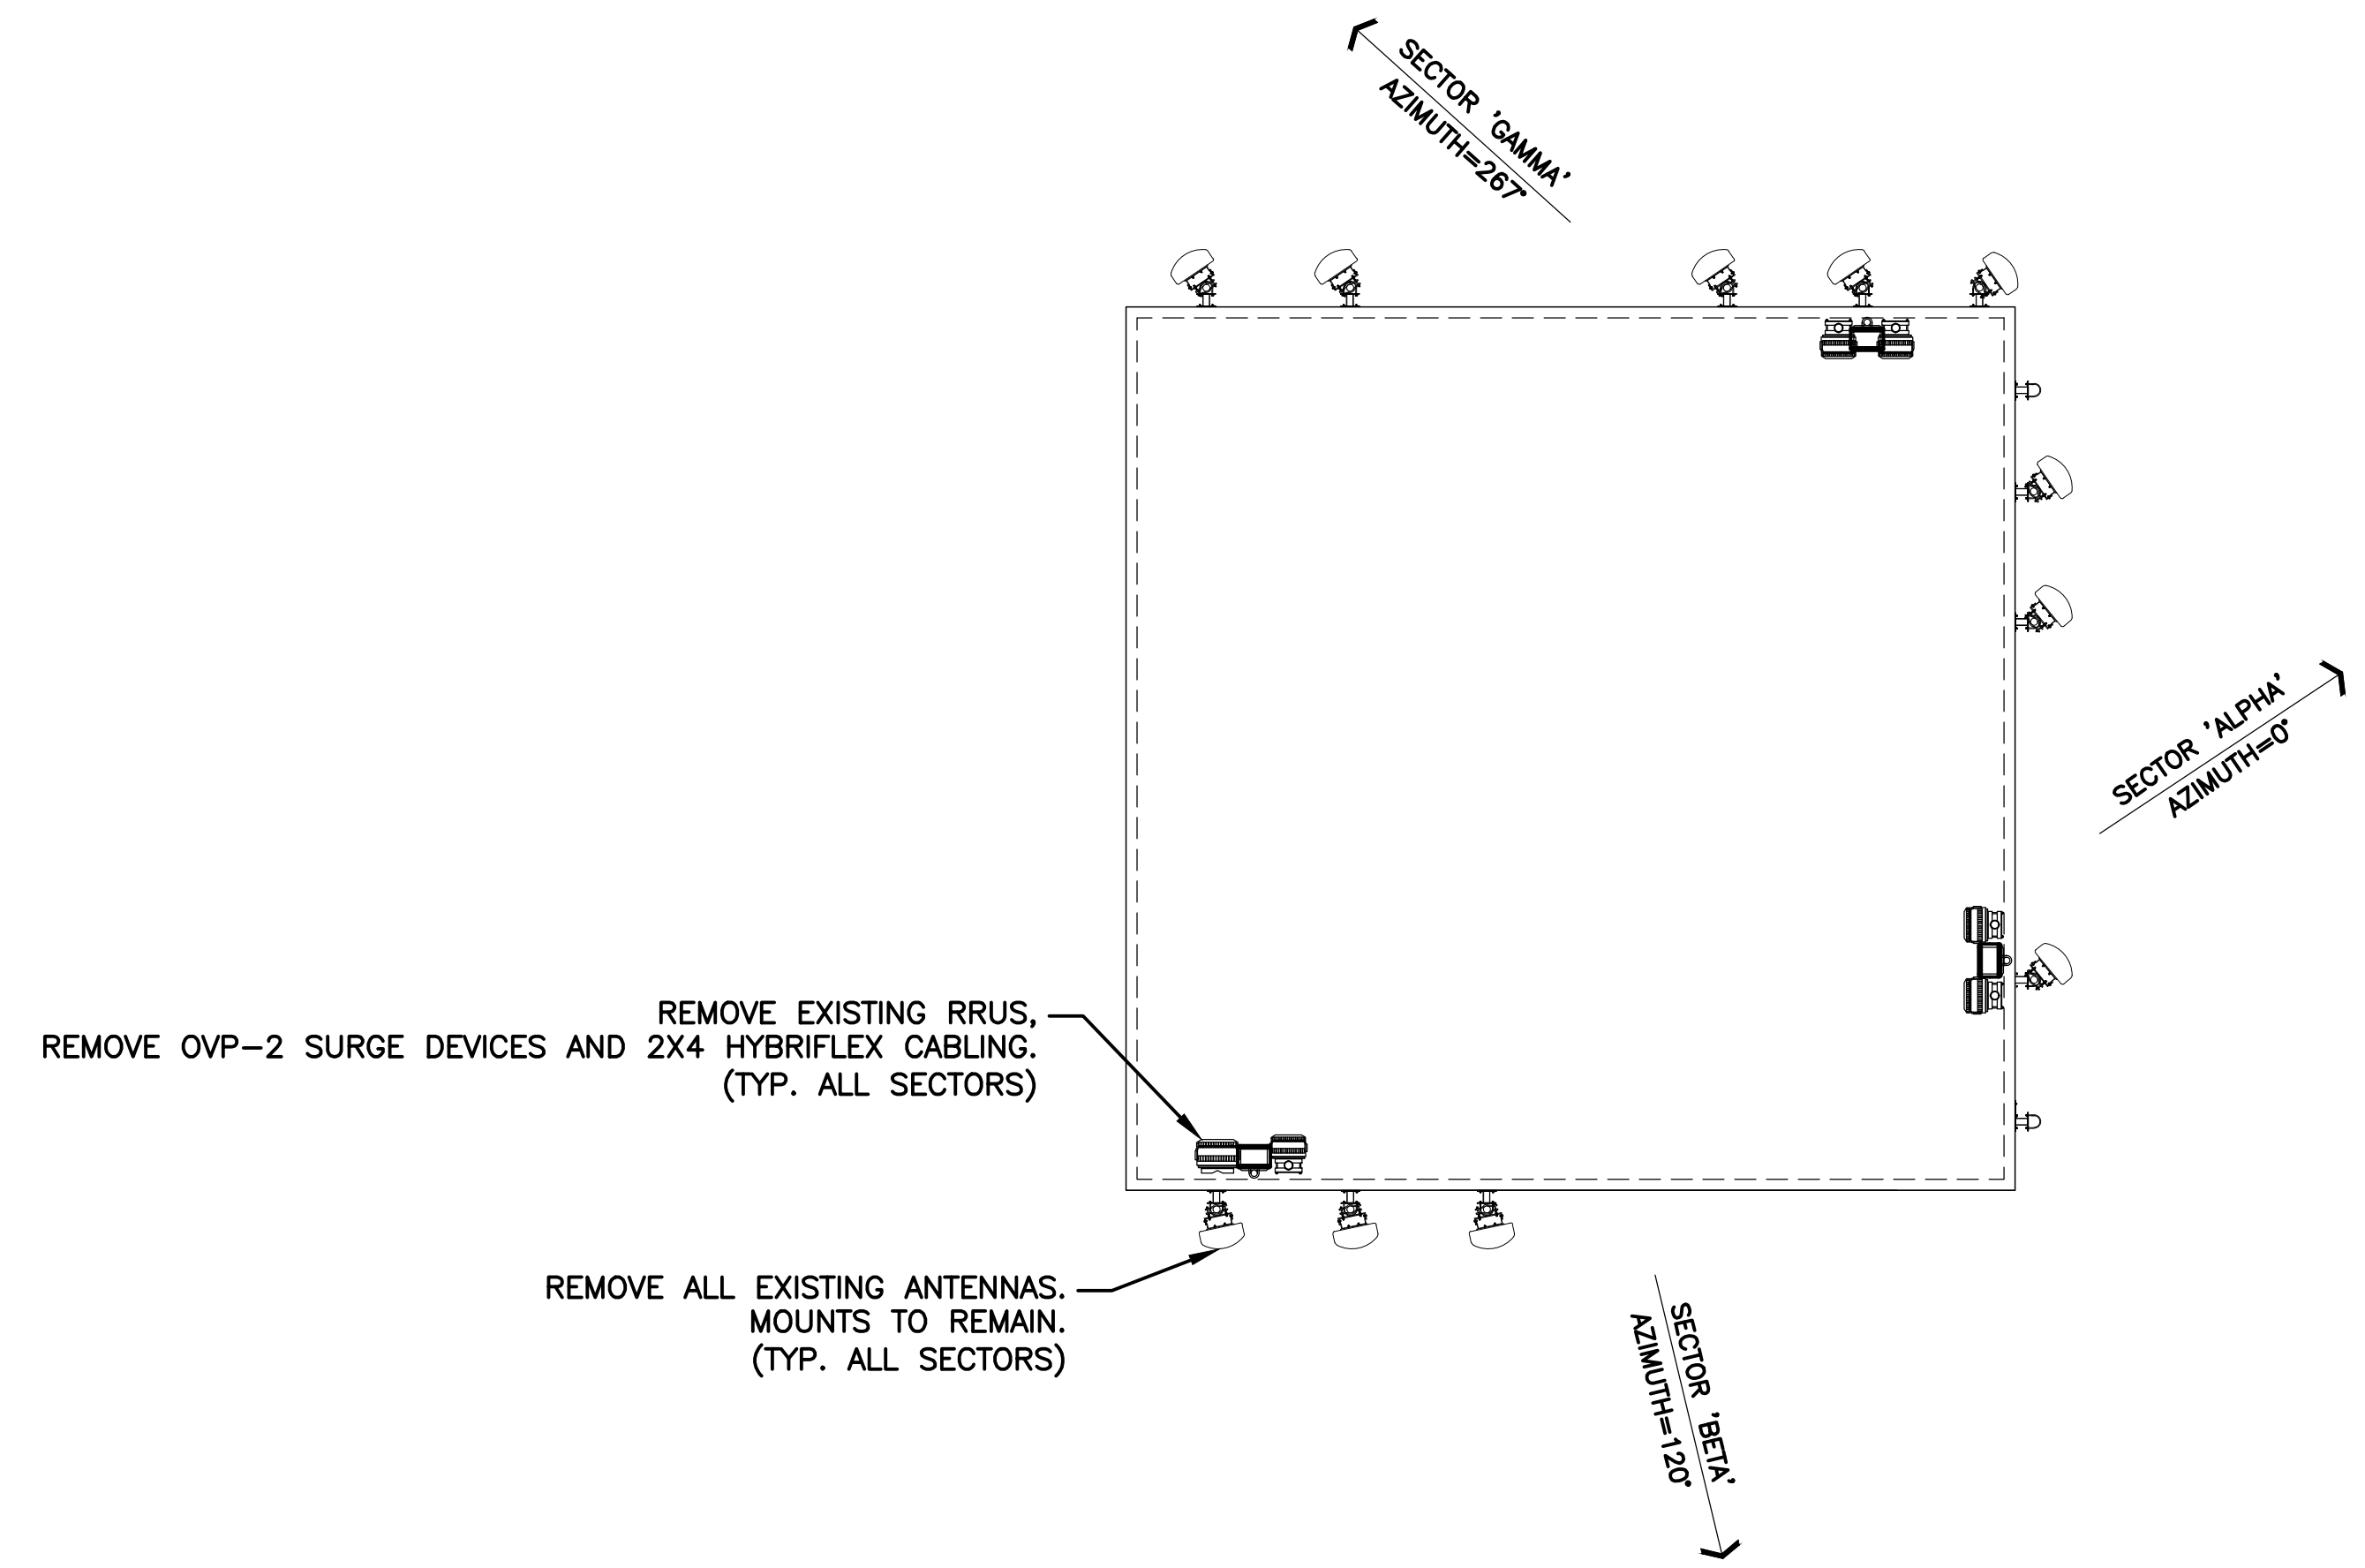 SECTOR 'GAMMA'
AZIMUTH=267°
SECTOR 'ALPHA'
AZIMUTH=0°
REMOVE EXISTING RRUS,
REMOVE OVP-2 SURGE DEVICES AND 2X4 HYBRIFLEX CABLING.
(TYP. ALL SECTORS)
REMOVE ALL EXISTING ANTENNAS.
MOUNTS TO REMAIN.
(TYP. ALL SECTORS)
SECTOR 'BETA'
AZIMUTH=120°